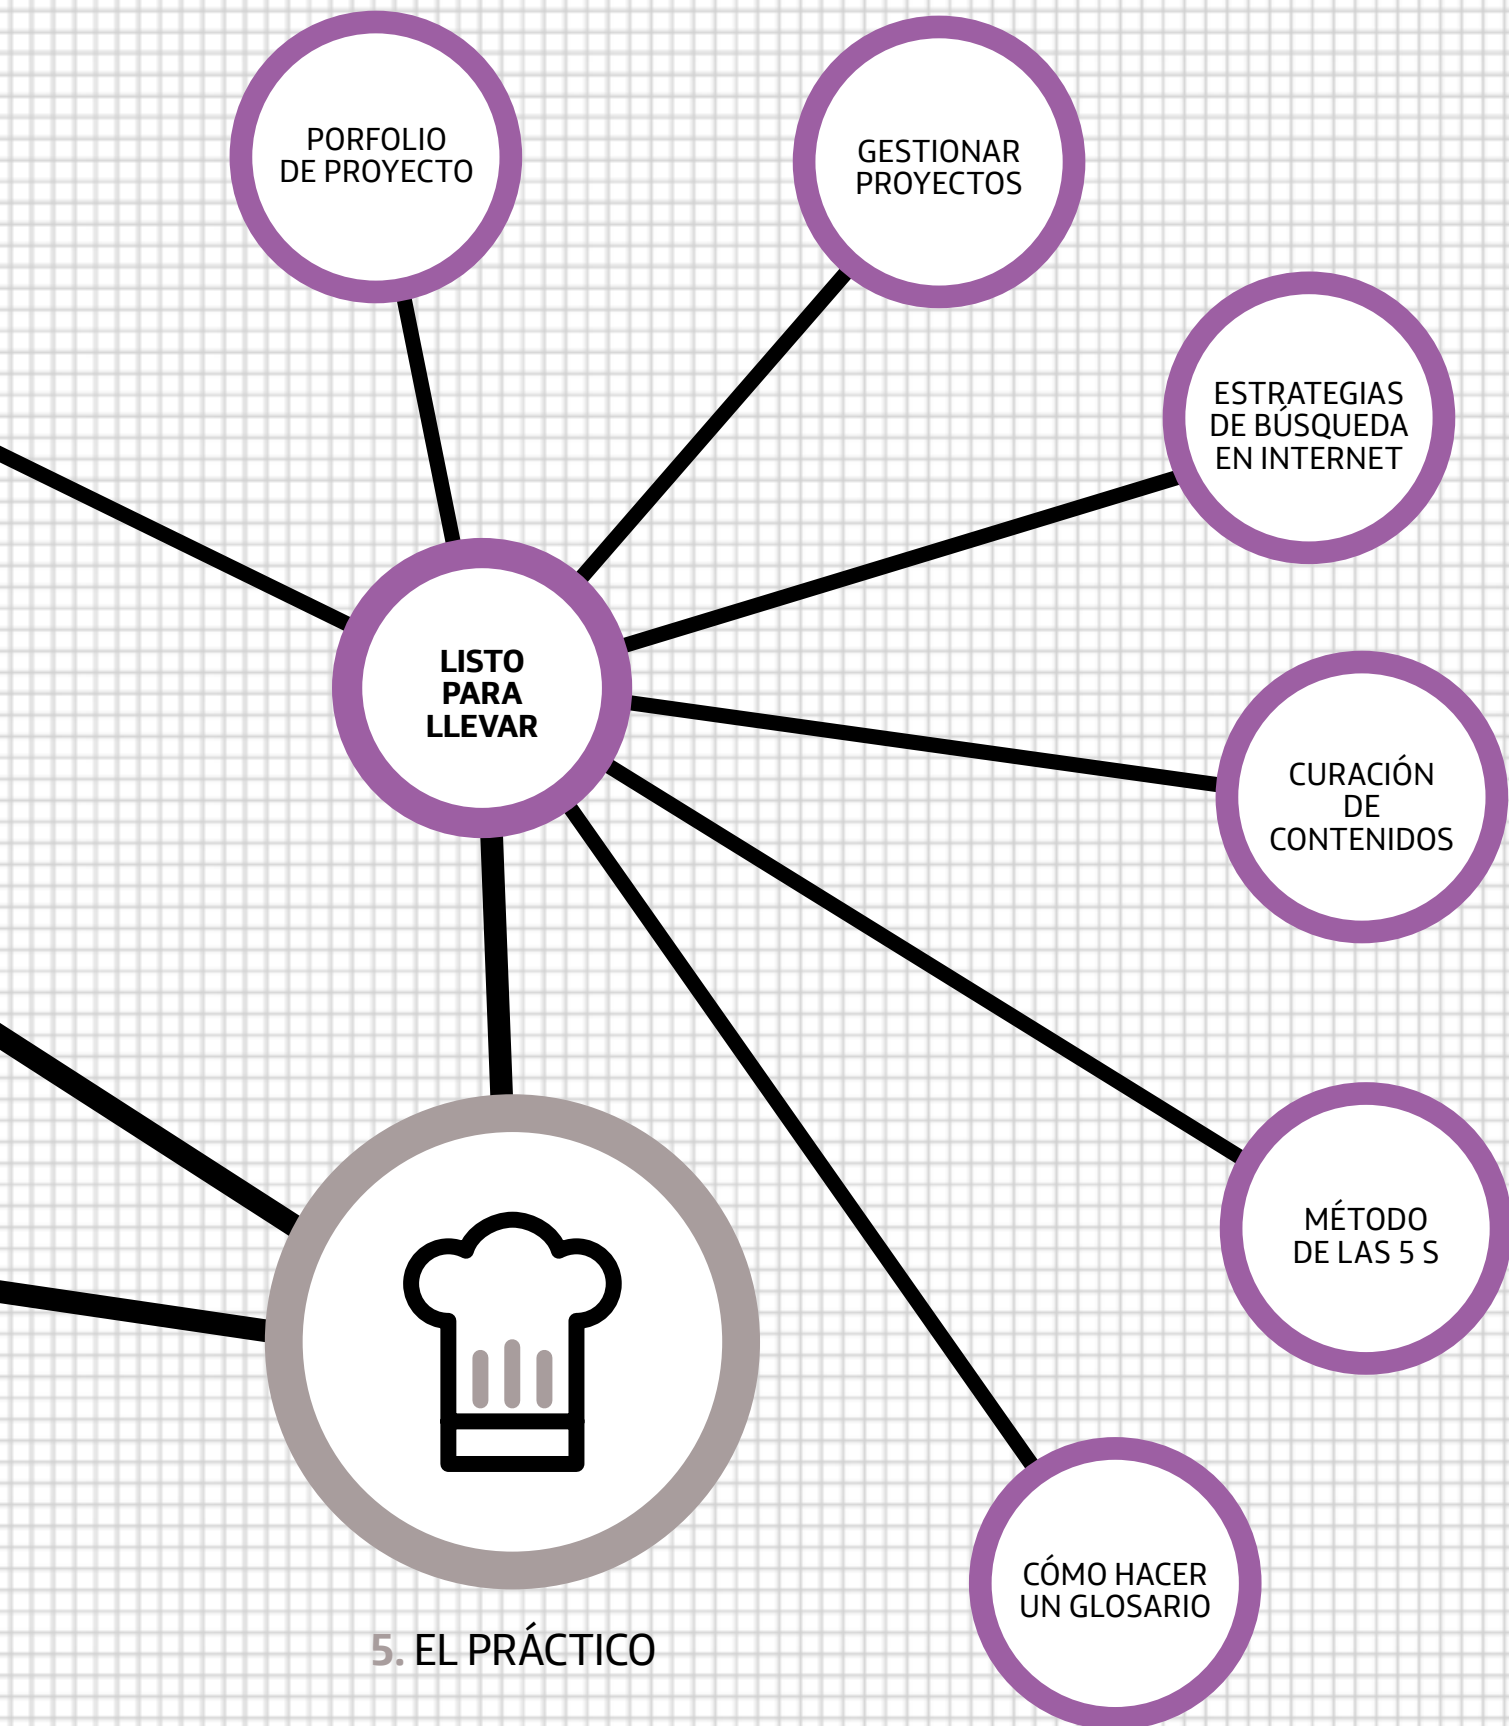 PORFOLIO
DE PROYECTO
GESTIONAR
PROYECTOS
ESTRATEGIAS
DE BÚSQUEDA
EN INTERNET
LISTO
PARA
LLEVAR
CURACIÓN
DE
CONTENIDOS
MÉTODO
DE LAS 5 S
CÓMO HACER
UN GLOSARIO
5. EL PRÁCTICO